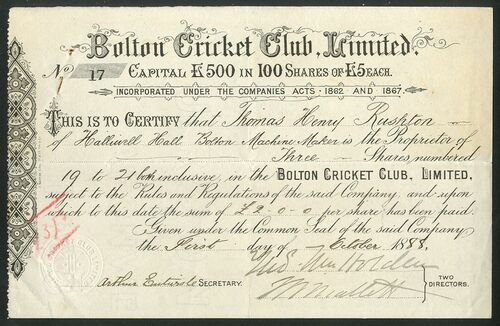 Bolton Cricket Club, Limited.
No 17 Capital £500 in 100 Shares of £5 each.
INCORPORATED UNDER THE COMPANIES ACTS · 1862 AND 1867.
THIS IS TO CERTIFY that Thomas Henry Rushton
of Halliwell Hall Bolton Machine Maker is the Proprietor of
Three Shares numbered
19 to 21 both inclusive, in the BOLTON CRICKET CLUB, LIMITED,
subject to the Rules and Regulations of the said Company, and upon
which to this date the sum of £2-0-0 per share has been paid.
Given under the Common Seal of the said Company
the First day of October 1888.
Arthur Entwisle SECRETARY.
TWO
DIRECTORS.